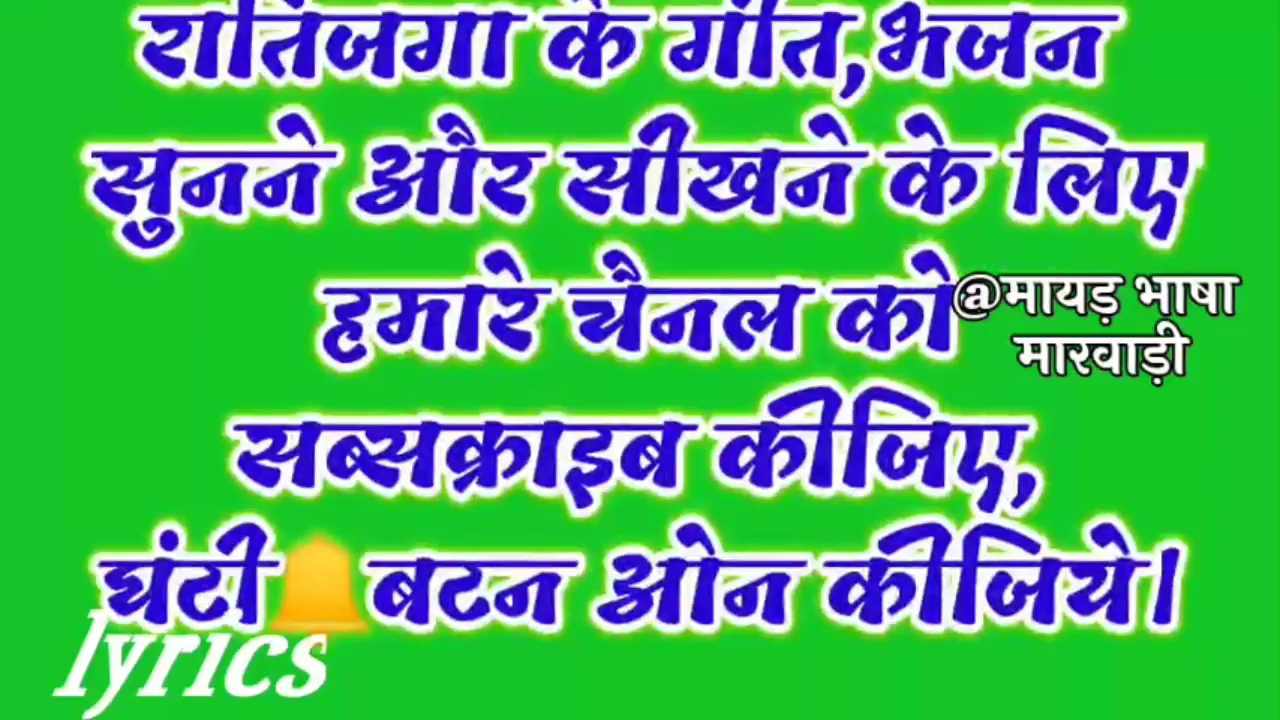 रातिजगा के गीत,भजन
सुनने और सीखने के लिए
हमारे चैनल को
@मायड़ भाषा
मारवाड़ी
सब्सक्राइब कीजिए,
घंटी🔔बटन ओन कीजिये।
lyrics